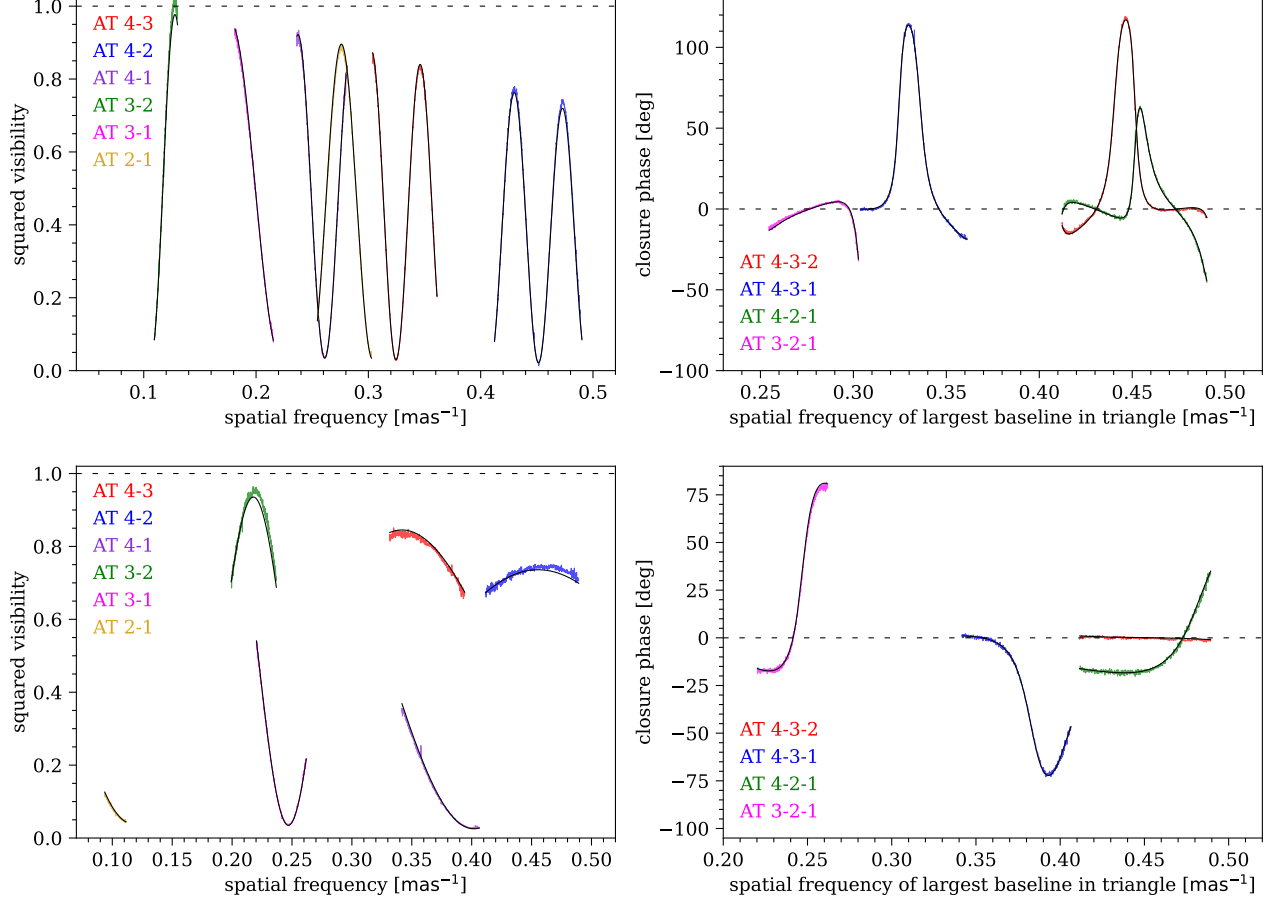 1.0
0.8
0.6
0.4
0.2
0.0
squared visibility
AT 4-3
AT 4-2
AT 4-1
AT 3-2
AT 3-1
AT 2-1
0.1 0.2 0.3 0.4 0.5
spatial frequency [mas⁻¹]
100
50
0
−50
−100
closure phase [deg]
AT 4-3-2
AT 4-3-1
AT 4-2-1
AT 3-2-1
0.25 0.30 0.35 0.40 0.45 0.50
spatial frequency of largest baseline in triangle [mas⁻¹]
1.0
0.8
0.6
0.4
0.2
0.0
squared visibility
AT 4-3
AT 4-2
AT 4-1
AT 3-2
AT 3-1
AT 2-1
0.10 0.15 0.20 0.25 0.30 0.35 0.40 0.45 0.50
spatial frequency [mas⁻¹]
75
50
25
0
−25
−50
−75
−100
closure phase [deg]
AT 4-3-2
AT 4-3-1
AT 4-2-1
AT 3-2-1
0.20 0.25 0.30 0.35 0.40 0.45 0.50
spatial frequency of largest baseline in triangle [mas⁻¹]